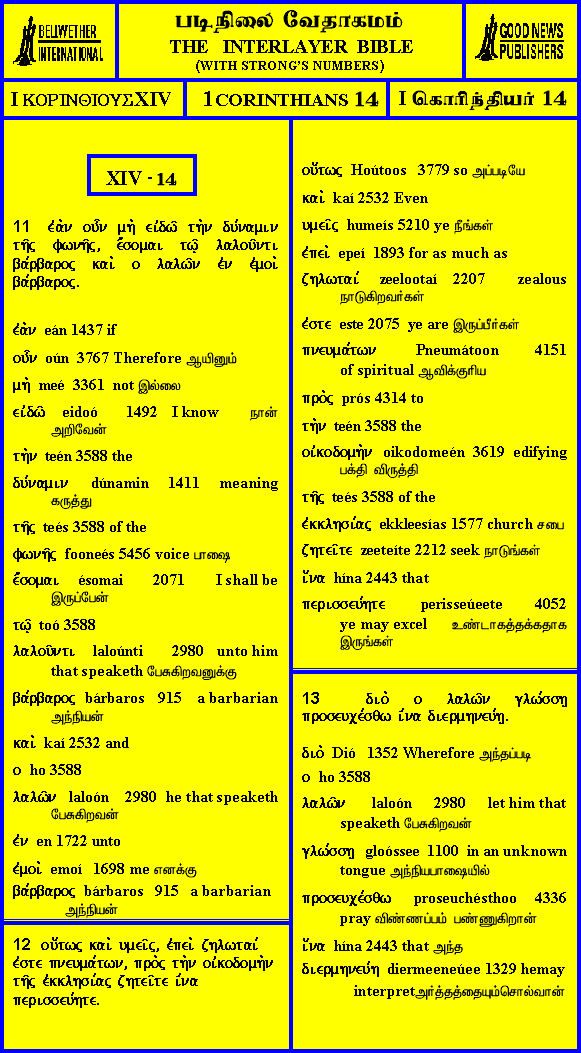 BELLWETHER
INTERNATIONAL
படிநிலை வேதாகமம்
THE INTERLAYER BIBLE
(WITH STRONG'S NUMBERS)
GOOD NEWS
PUBLISHERS
I ΚΟΡΙΝΘΙΟΥΣ XIV
1 CORINTHIANS 14
I கொரிந்தியர் 14
XIV - 14
11 ἐὰν οὖν μὴ εἰδῶ τὴν δύναμιν
τῆς φωνῆς, ἔσομαι τῷ λαλοῦντι
βάρβαρος καὶ ο λαλῶν ἐν ἐμοὶ
βάρβαρος.
ἐὰν eán 1437 if
οὖν oún 3767 Therefore ஆயினும்
μὴ meé 3361 not இல்லை
εἰδῶ eidoó 1492 I know நான்
அறிவேன்
τὴν teén 3588 the
δύναμιν dúnamin 1411 meaning
கருத்து
τῆς teés 3588 of the
φωνῆς fooneés 5456 voice பாஷை
ἔσομαι ésomai 2071 I shall be
இருப்பேன்
τῷ toó 3588
λαλοῦντι laloúnti 2980 unto him
that speaketh பேசுகிறவனுக்கு
βάρβαρος bárbaros 915 a barbarian
அந்நியன்
καὶ kaí 2532 and
ο ho 3588
λαλῶν laloón 2980 he that speaketh
பேசுகிறவன்
ἐν en 1722 unto
ἐμοὶ emoí 1698 me எனக்கு
βάρβαρος bárbaros 915 a barbarian
அந்நியன்
12 οὕτως καὶ υμεῖς, ἐπεὶ ζηλωταί
ἐστε πνευμάτων, πρὸς τὴν οἰκοδομὴν
τῆς ἐκκλησίας ζητεῖτε ἵνα
περισσεύητε.
οὕτως Hoútoos 3779 so அப்படியே
καὶ kaí 2532 Even
υμεῖς humeís 5210 ye நீங்கள்
ἐπεὶ epeí 1893 for as much as
ζηλωταί zeelootaí 2207 zealous
நாடுகிறவர்கள்
ἐστε este 2075 ye are இருப்பீர்கள்
πνευμάτων Pneumátoon 4151
of spiritual ஆவிக்குரிய
πρὸς prós 4314 to
τὴν teén 3588 the
οἰκοδομὴν oikodomeén 3619 edifying
பக்தி விருத்தி
τῆς teés 3588 of the
ἐκκλησίας ekkleesías 1577 church சபை
ζητεῖτε zeeteíte 2212 seek நாடுங்கள்
ἵνα hína 2443 that
περισσεύητε perisseúeete 4052
ye may excel உண்டாகத்தக்கதாக
இருங்கள்
13 διὸ ο λαλῶν γλώσσῃ
προσευχέσθω ἵνα διερμηνεύῃ.
διὸ Dió 1352 Wherefore அந்தப்படி
ο ho 3588
λαλῶν laloón 2980 let him that
speaketh பேசுகிறவன்
γλώσσῃ gloóssee 1100 in an unknown
tongue அந்நியபாஷையில்
προσευχέσθω proseuchésthoo 4336
pray விண்ணப்பம் பண்ணுகிறான்
ἵνα hína 2443 that அந்த
διερμηνεύῃ diermeeneúee 1329 hemay
interpretஅர்த்தத்தையும்சொல்வான்